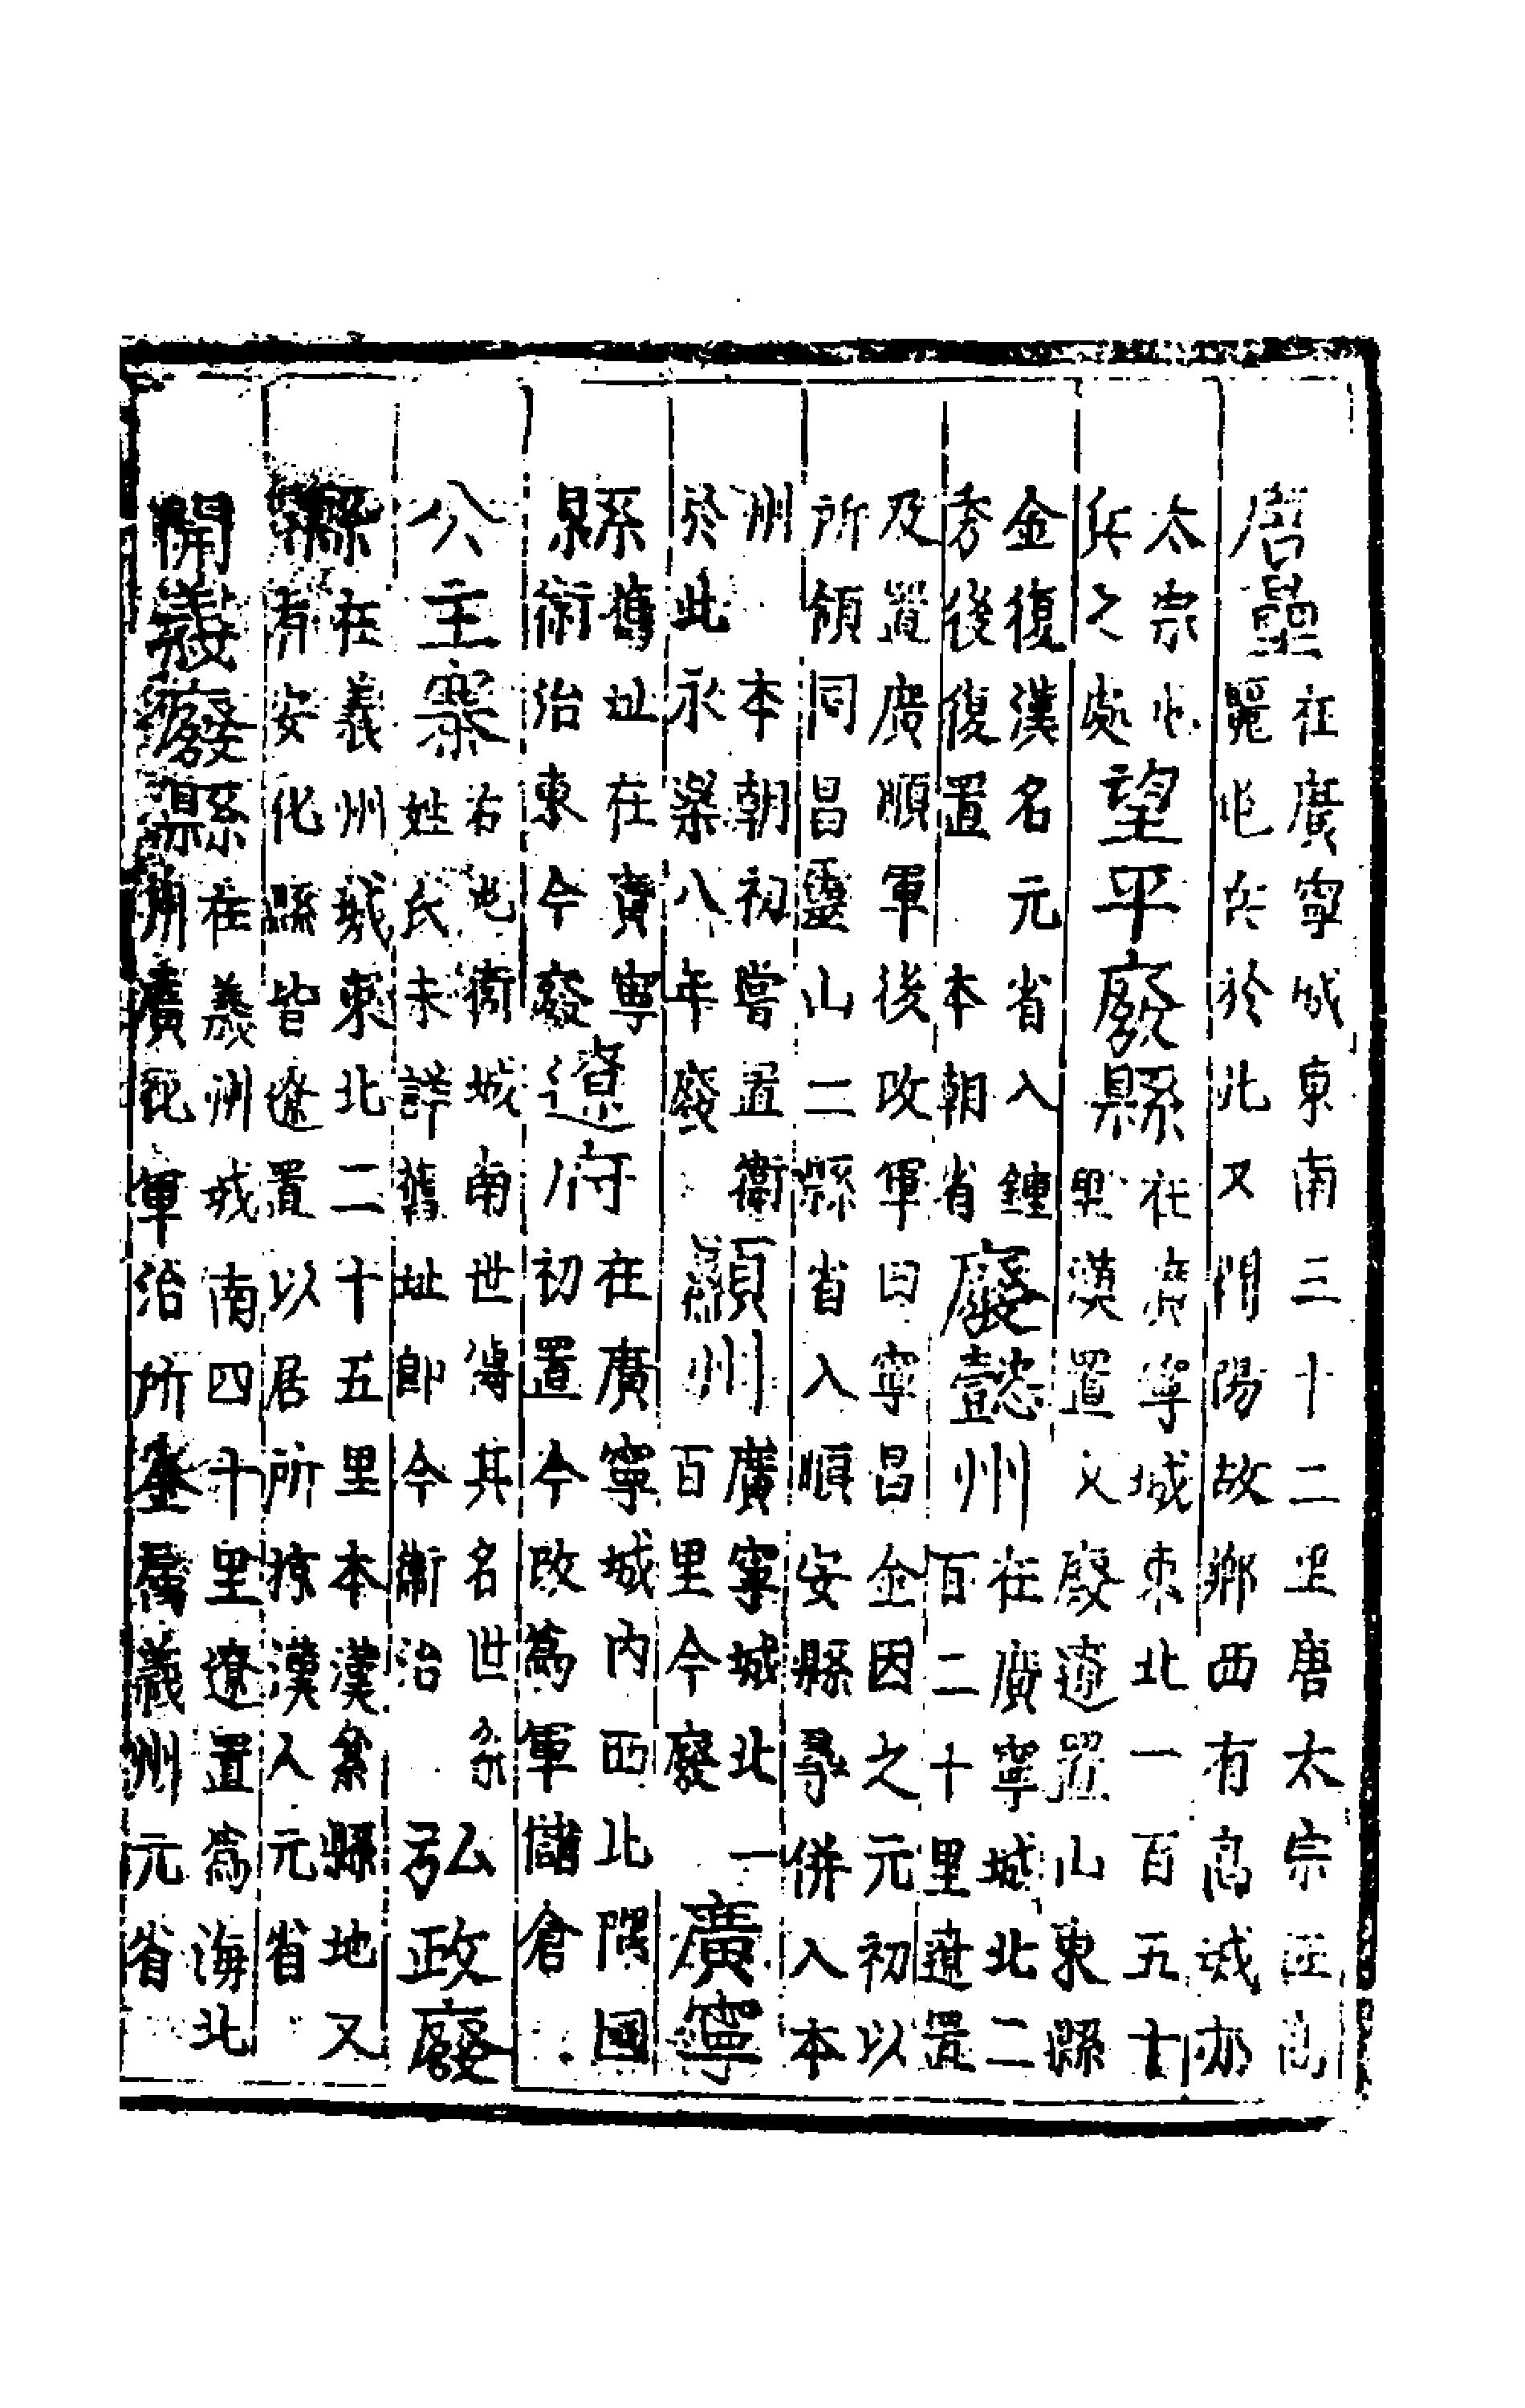 唐壘在廣寧城東南三十二里唐太宗征高麗屯兵於此又閭陽故鄉西有高城亦
太宗屯兵之處望平廢縣在廣寧城東北一百五十里漢置又廢遼置山東縣
金復漢名元省入鍾秀後復置本朝省廢懿州在廣寧城北二百二十里遼置
及置廣順軍後改軍曰寧昌金因之元初以所領同昌靈山二縣省入順安縣尋併入本
州本朝初嘗置衛於此永樂八年廢顯州廣寧城北一百里今廢廣寧
縣舊址在廣寧衛治東今廢遼府在廣寧城内西北隅國初置今改為軍儲倉
公主寨右屯衛城南世傳其名世系姓氏未詳舊址即今衛治弘政廢
縣在義州城東北二十五里本漢絫縣地又有安化縣皆遼置以居所掠漢人元省
開義廢縣在義州城南四十里遼置為海北州廣化軍治所金屬義州元省